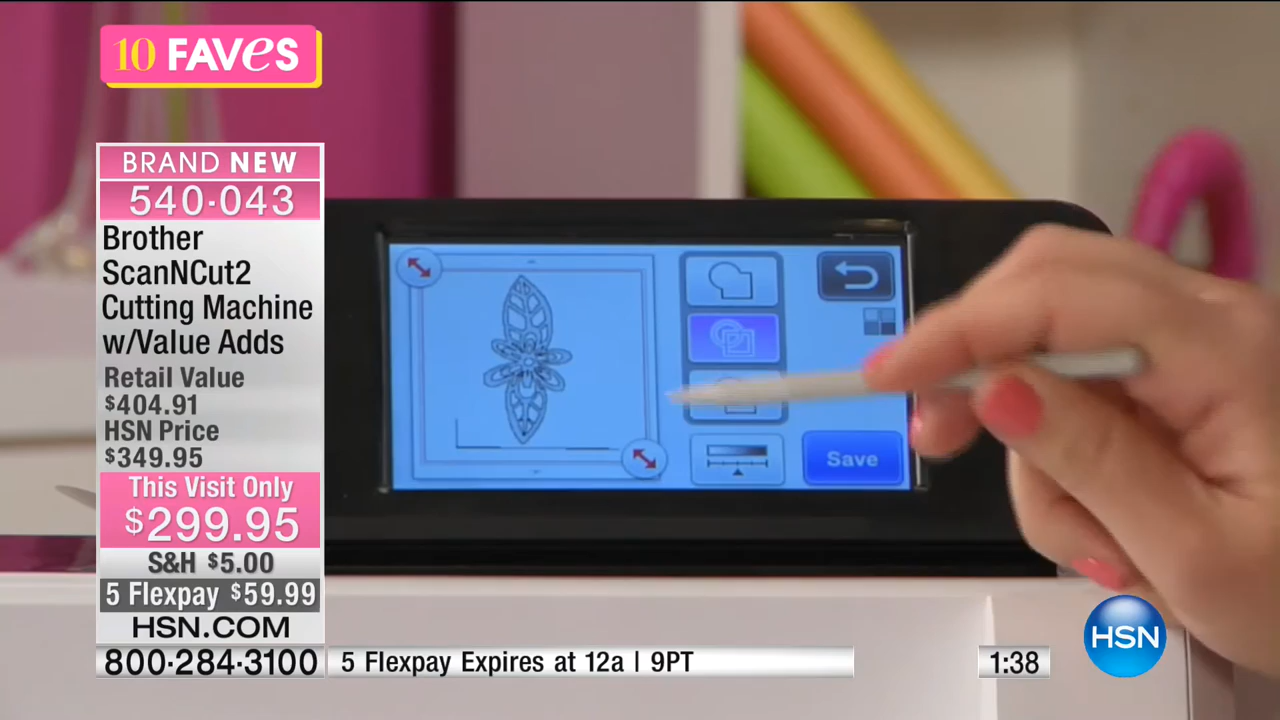 10 FAVeS
BRAND NEW
540·043
Brother
ScanNCut2
Cutting Machine
w/Value Adds
Retail Value
$404.91
HSN Price
$349.95
This Visit Only
$299.95
S&H $5.00
5 Flexpay $59.99
HSN.COM
800·284·3100
5 Flexpay Expires at 12a | 9PT
1:38
Save
HSN